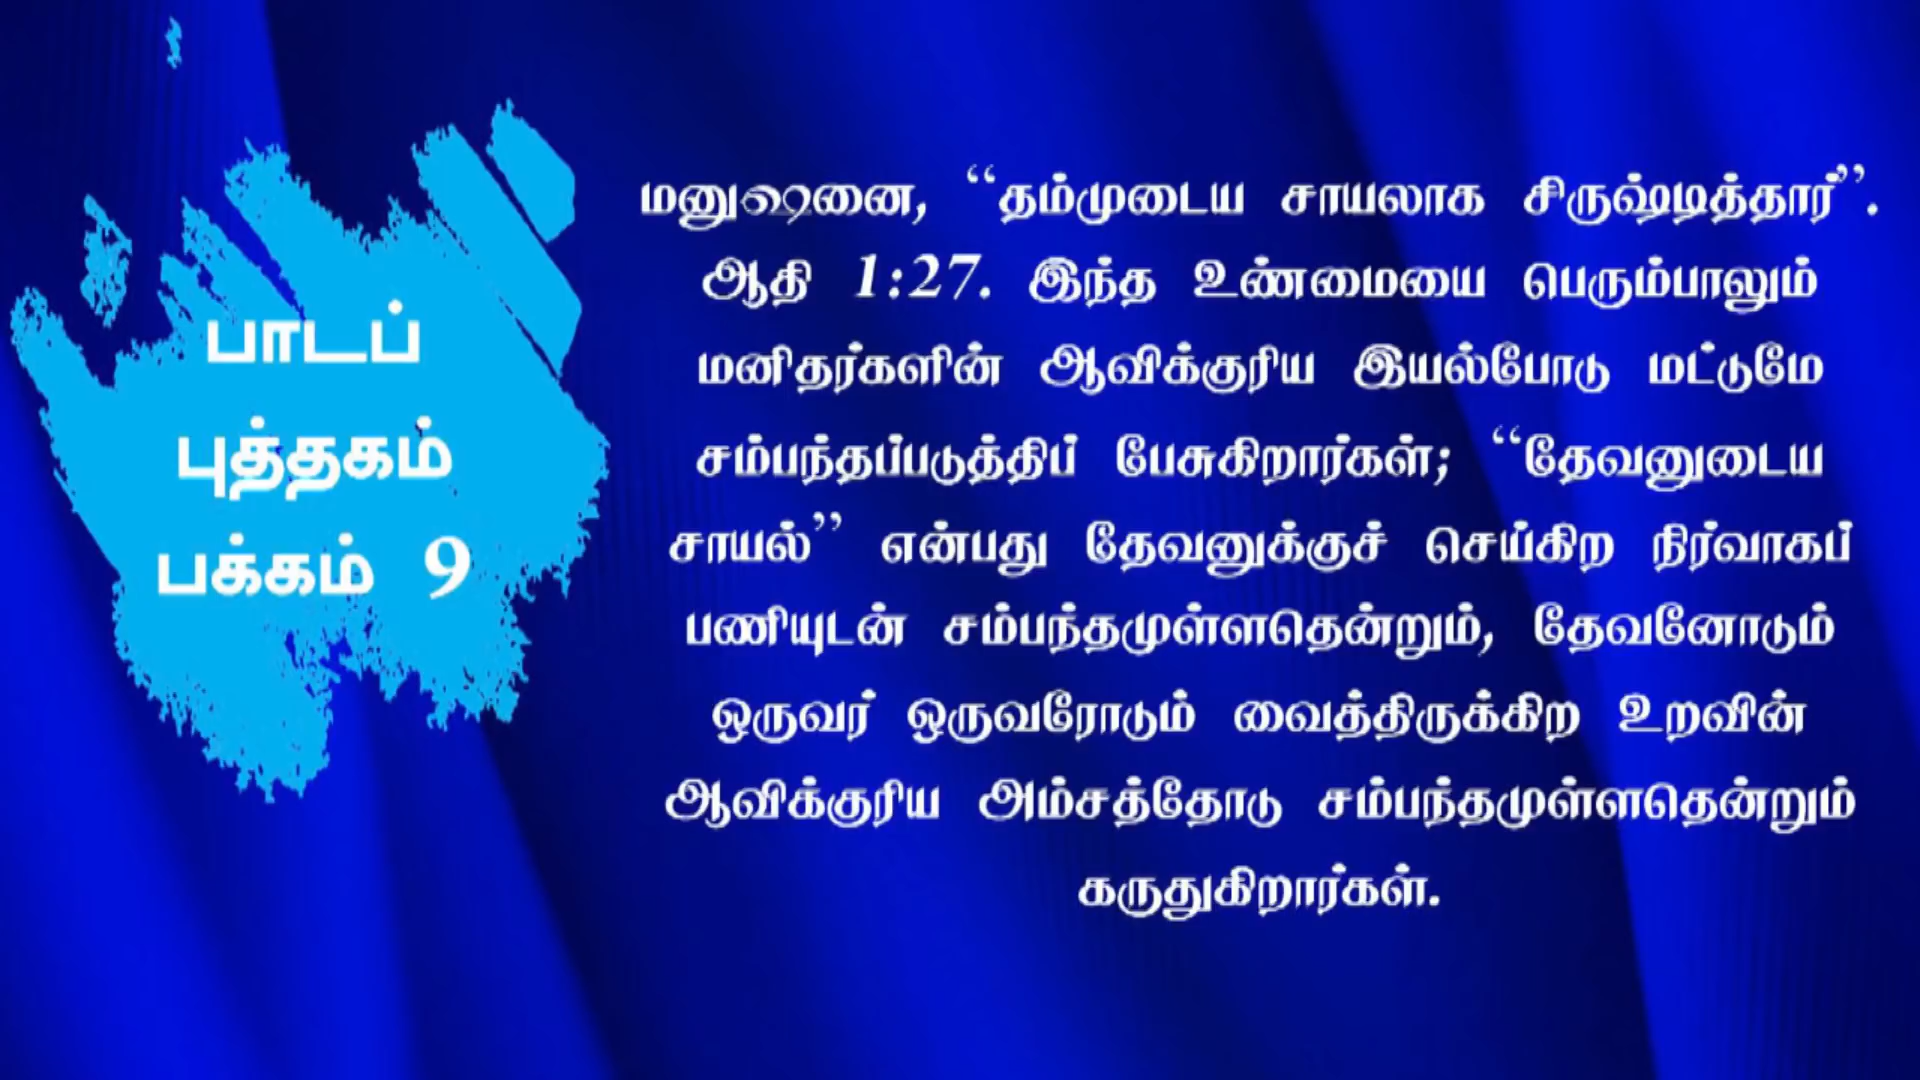 பாடப்
புத்தகம்
பக்கம் 9
மனுஷனை, “தம்முடைய சாயலாக சிருஷ்டித்தார்”.
ஆதி 1:27. இந்த உண்மையை பெரும்பாலும்
மனிதர்களின் ஆவிக்குரிய இயல்போடு மட்டுமே
சம்பந்தப்படுத்திப் பேசுகிறார்கள்; “தேவனுடைய
சாயல்” என்பது தேவனுக்குச் செய்கிற நிர்வாகப்
பணியுடன் சம்பந்தமுள்ளதென்றும், தேவனோடும்
ஒருவர் ஒருவரோடும் வைத்திருக்கிற உறவின்
ஆவிக்குரிய அம்சத்தோடு சம்பந்தமுள்ளதென்றும்
கருதுகிறார்கள்.